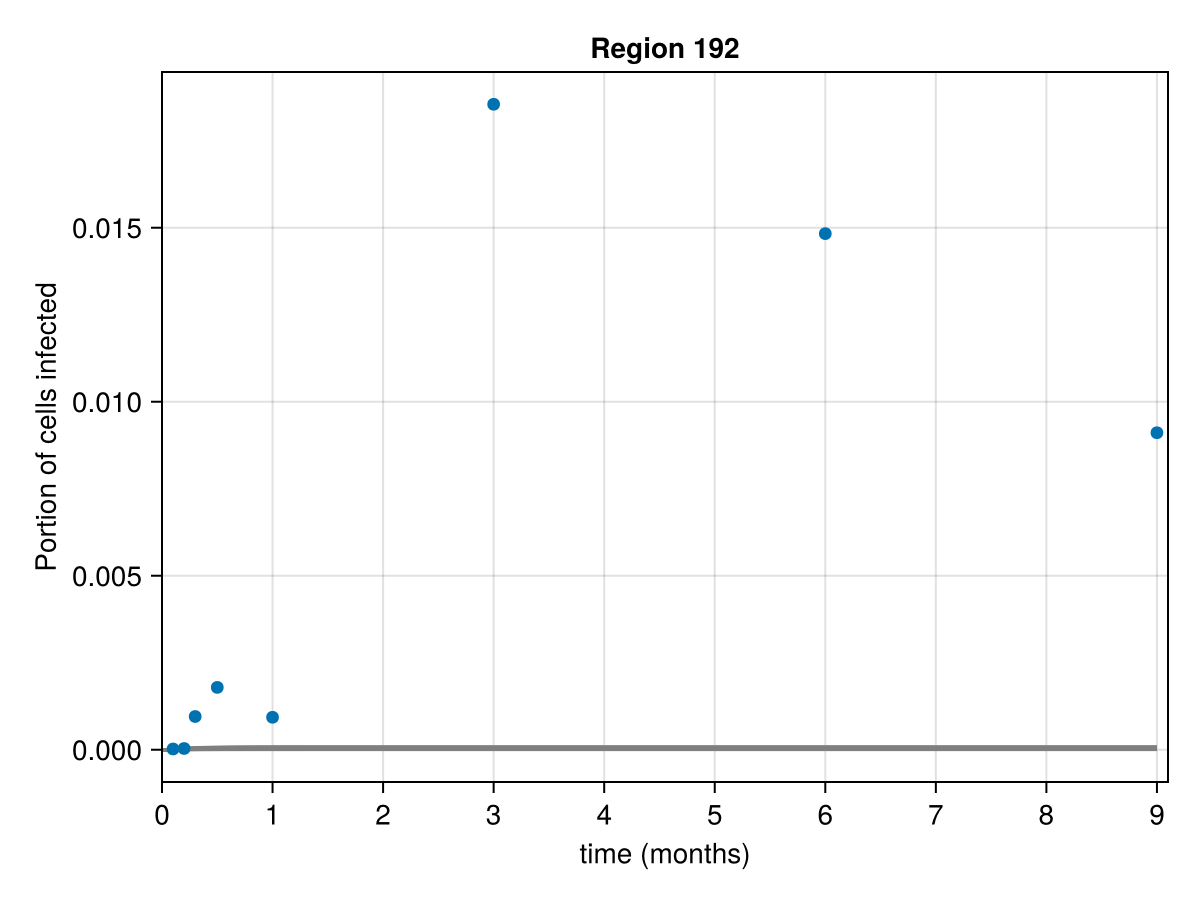 Region 192
Portion of cells infected
0.015
0.010
0.005
0.000
0 1 2 3 4 5 6 7 8 9
time (months)